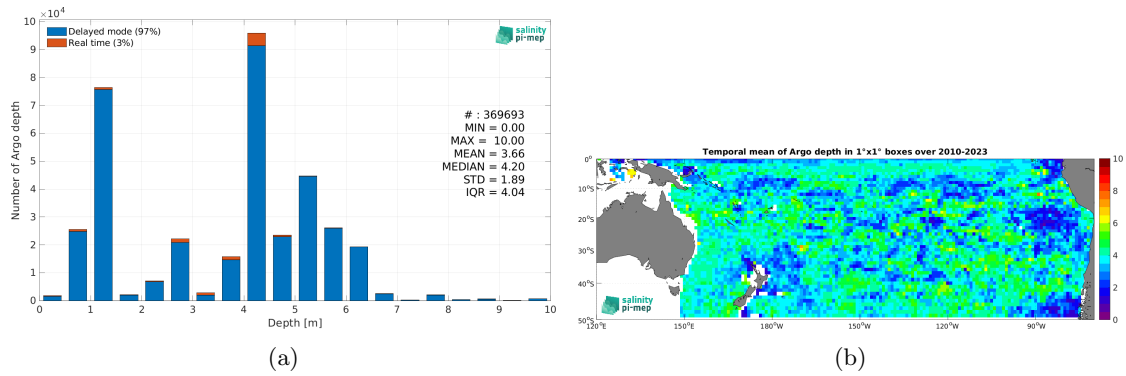 ×10⁴
10
9
8
7
6
5
4
3
2
1
0
Number of Argo depth
Delayed mode (97%)
Real time (3%)
salinity
pi-mep
# : 369693
MIN = 0.00
MAX = 10.00
MEAN = 3.66
MEDIAN = 4.20
STD = 1.89
IQR = 4.04
0 1 2 3 4 5 6 7 8 9 10
Depth [m]
(a)
Temporal mean of Argo depth in 1°x1° boxes over 2010-2023
0°
10°S
20°S
30°S
40°S
50°S
salinity
pi-mep
120°E 150°E 180°W 150°W 120°W 90°W
10
8
6
4
2
0
(b)